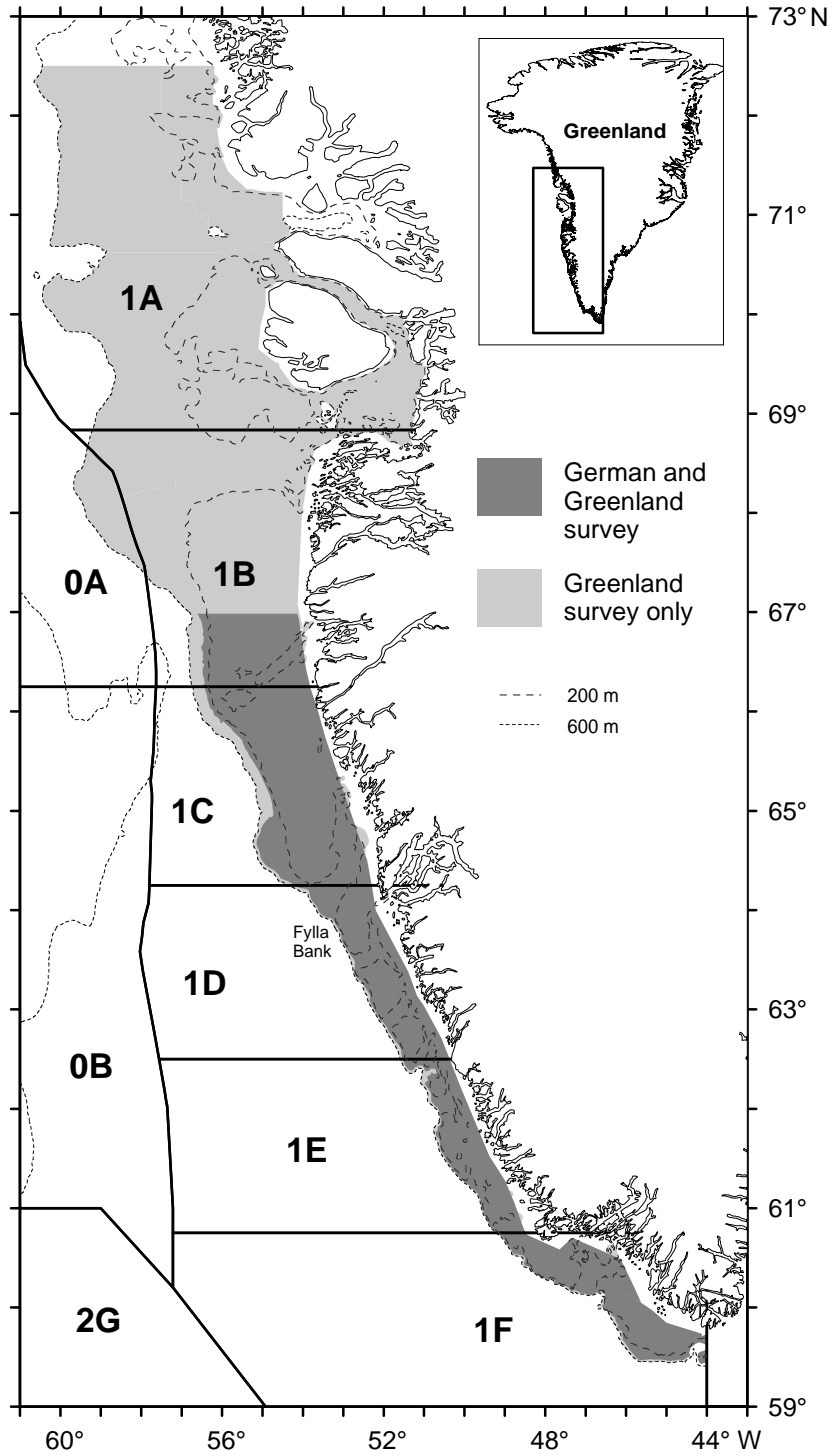 73° N
Greenland
71°
1A
69°
German and
Greenland
survey
Greenland
survey only
0A
1B
67°
200 m
600 m
1C
65°
Fylla
Bank
1D
63°
0B
1E
61°
2G
1F
59°
60°
56°
52°
48°
44° W